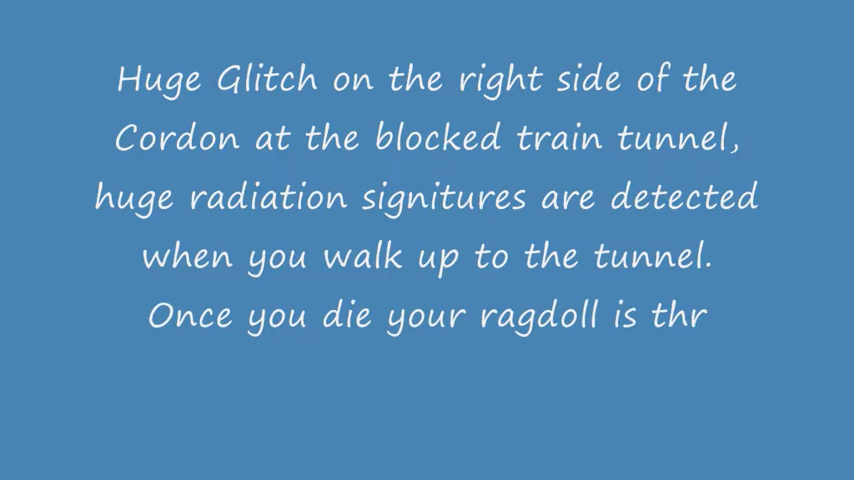 Huge Glitch on the right side of the
Cordon at the blocked train tunnel,
huge radiation signitures are detected
when you walk up to the tunnel.
Once you die your ragdoll is thr